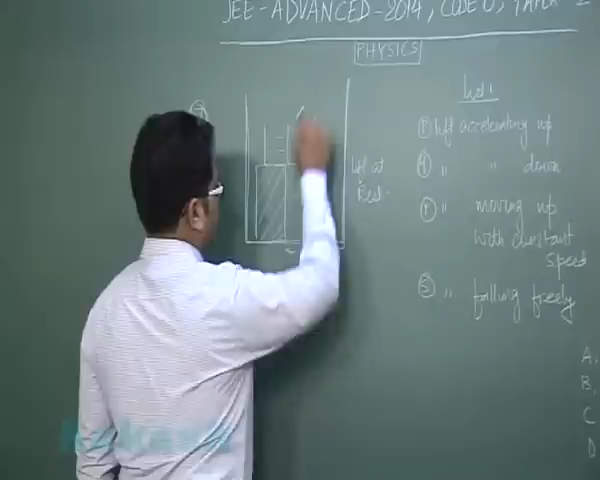 JEE-ADVANCED-2014, CODE 0, PAPER 2
PHYSICS
lift at
Rest.
List 1
(P) lift accelerating up
(q) " " down
(r) " moving up
with constant
speed
(s) " falling freely
A.
B.
C
D